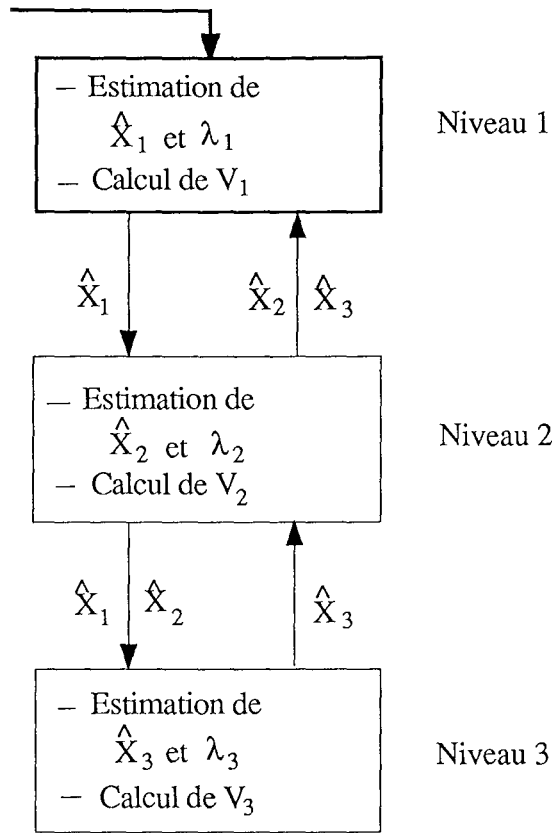 – Estimation de
X̂₁ et λ₁
– Calcul de V₁
Niveau 1
X̂₁
X̂₂ X̂₃
– Estimation de
X̂₂ et λ₂
– Calcul de V₂
Niveau 2
X̂₁ X̂₂
X̂₃
– Estimation de
X̂₃ et λ₃
– Calcul de V₃
Niveau 3